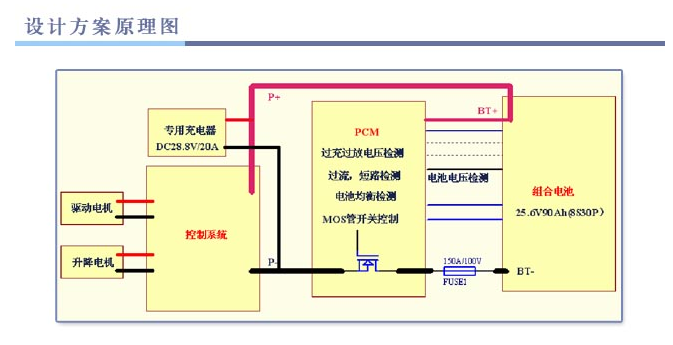 设计方案原理图
P+
BT+
专用充电器
DC28.8V/20A
PCM
过充过放电压检测
过流，短路检测
电池均衡检测
MOS管开关控制
电池电压检测
组合电池
25.6V90Ah(8S30P)
驱动电机
控制系统
升降电机
P-
150A/100V
FUSE1
BT-